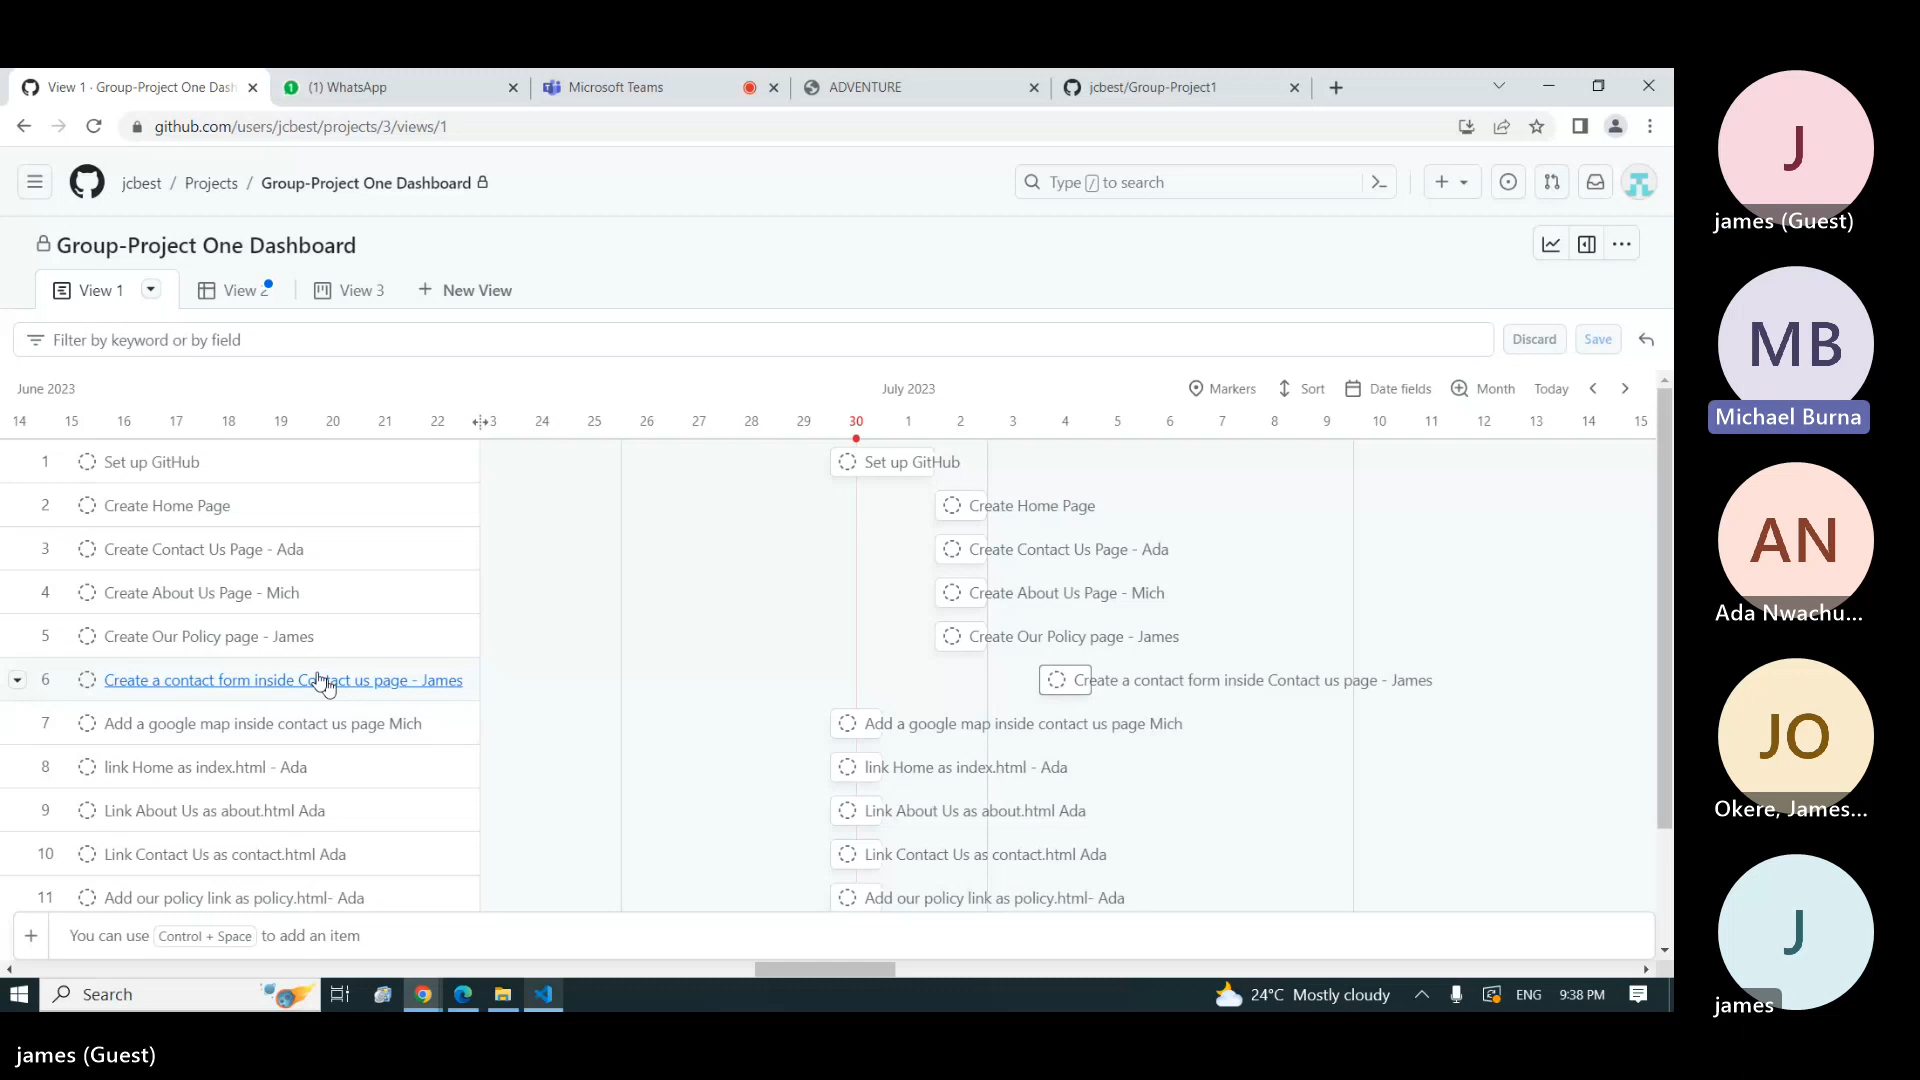 View 1 · Group-Project One Dash
(1) WhatsApp
Microsoft Teams
ADVENTURE
jcbest/Group-Project1
github.com/users/jcbest/projects/3/views/1
jcbest / Projects / Group-Project One Dashboard
Type / to search
Group-Project One Dashboard
View 1
View 2
View 3
New View
Filter by keyword or by field
Discard
Save
June 2023
July 2023
Markers
Sort
Date fields
Month
Today
14 15 16 17 18 19 20 21 22 3 24 25 26 27 28 29 30 1 2 3 4 5 6 7 8 9 10 11 12 13 14 15
1 Set up GitHub Set up GitHub
2 Create Home Page Create Home Page
3 Create Contact Us Page - Ada Create Contact Us Page - Ada
4 Create About Us Page - Mich Create About Us Page - Mich
5 Create Our Policy page - James Create Our Policy page - James
6 Create a contact form inside Contact us page - James Create a contact form inside Contact us page - James
7 Add a google map inside contact us page Mich Add a google map inside contact us page Mich
8 link Home as index.html - Ada link Home as index.html - Ada
9 Link About Us as about.html Ada Link About Us as about.html Ada
10 Link Contact Us as contact.html Ada Link Contact Us as contact.html Ada
11 Add our policy link as policy.html- Ada Add our policy link as policy.html- Ada
You can use Control + Space to add an item
Search
24°C Mostly cloudy
ENG
9:38 PM
J
james (Guest)
MB
Michael Burna
AN
Ada Nwachu...
JO
Okere, James...
J
james
james (Guest)